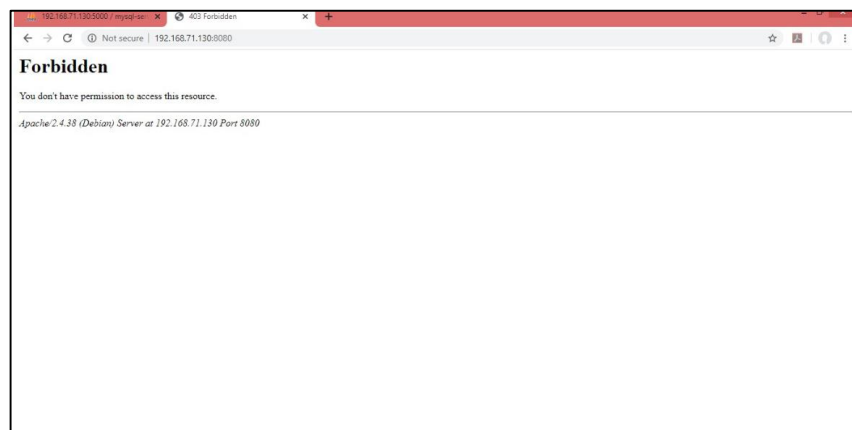 192.168.71.130:5000 / mysql-se
403 Forbidden
Not secure | 192.168.71.130:8080
Forbidden
You don't have permission to access this resource.
Apache/2.4.38 (Debian) Server at 192.168.71.130 Port 8080